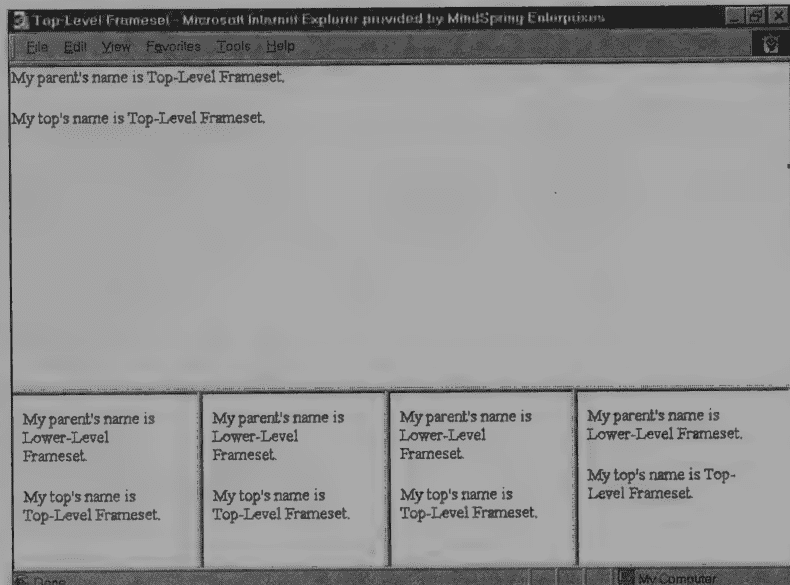 Top-Level Frameset - Microsoft Internet Explorer provided by MindSpring Enterprises
File Edit View Favorites Tools Help
My parent's name is Top-Level Frameset.
My top's name is Top-Level Frameset.
My parent's name is
Lower-Level
Frameset.
My top's name is
Top-Level Frameset.
My parent's name is
Lower-Level
Frameset.
My top's name is
Top-Level Frameset.
My parent's name is
Lower-Level
Frameset.
My top's name is
Top-Level Frameset.
My parent's name is
Lower-Level Frameset.
My top's name is Top-
Level Frameset.
Done
My Computer